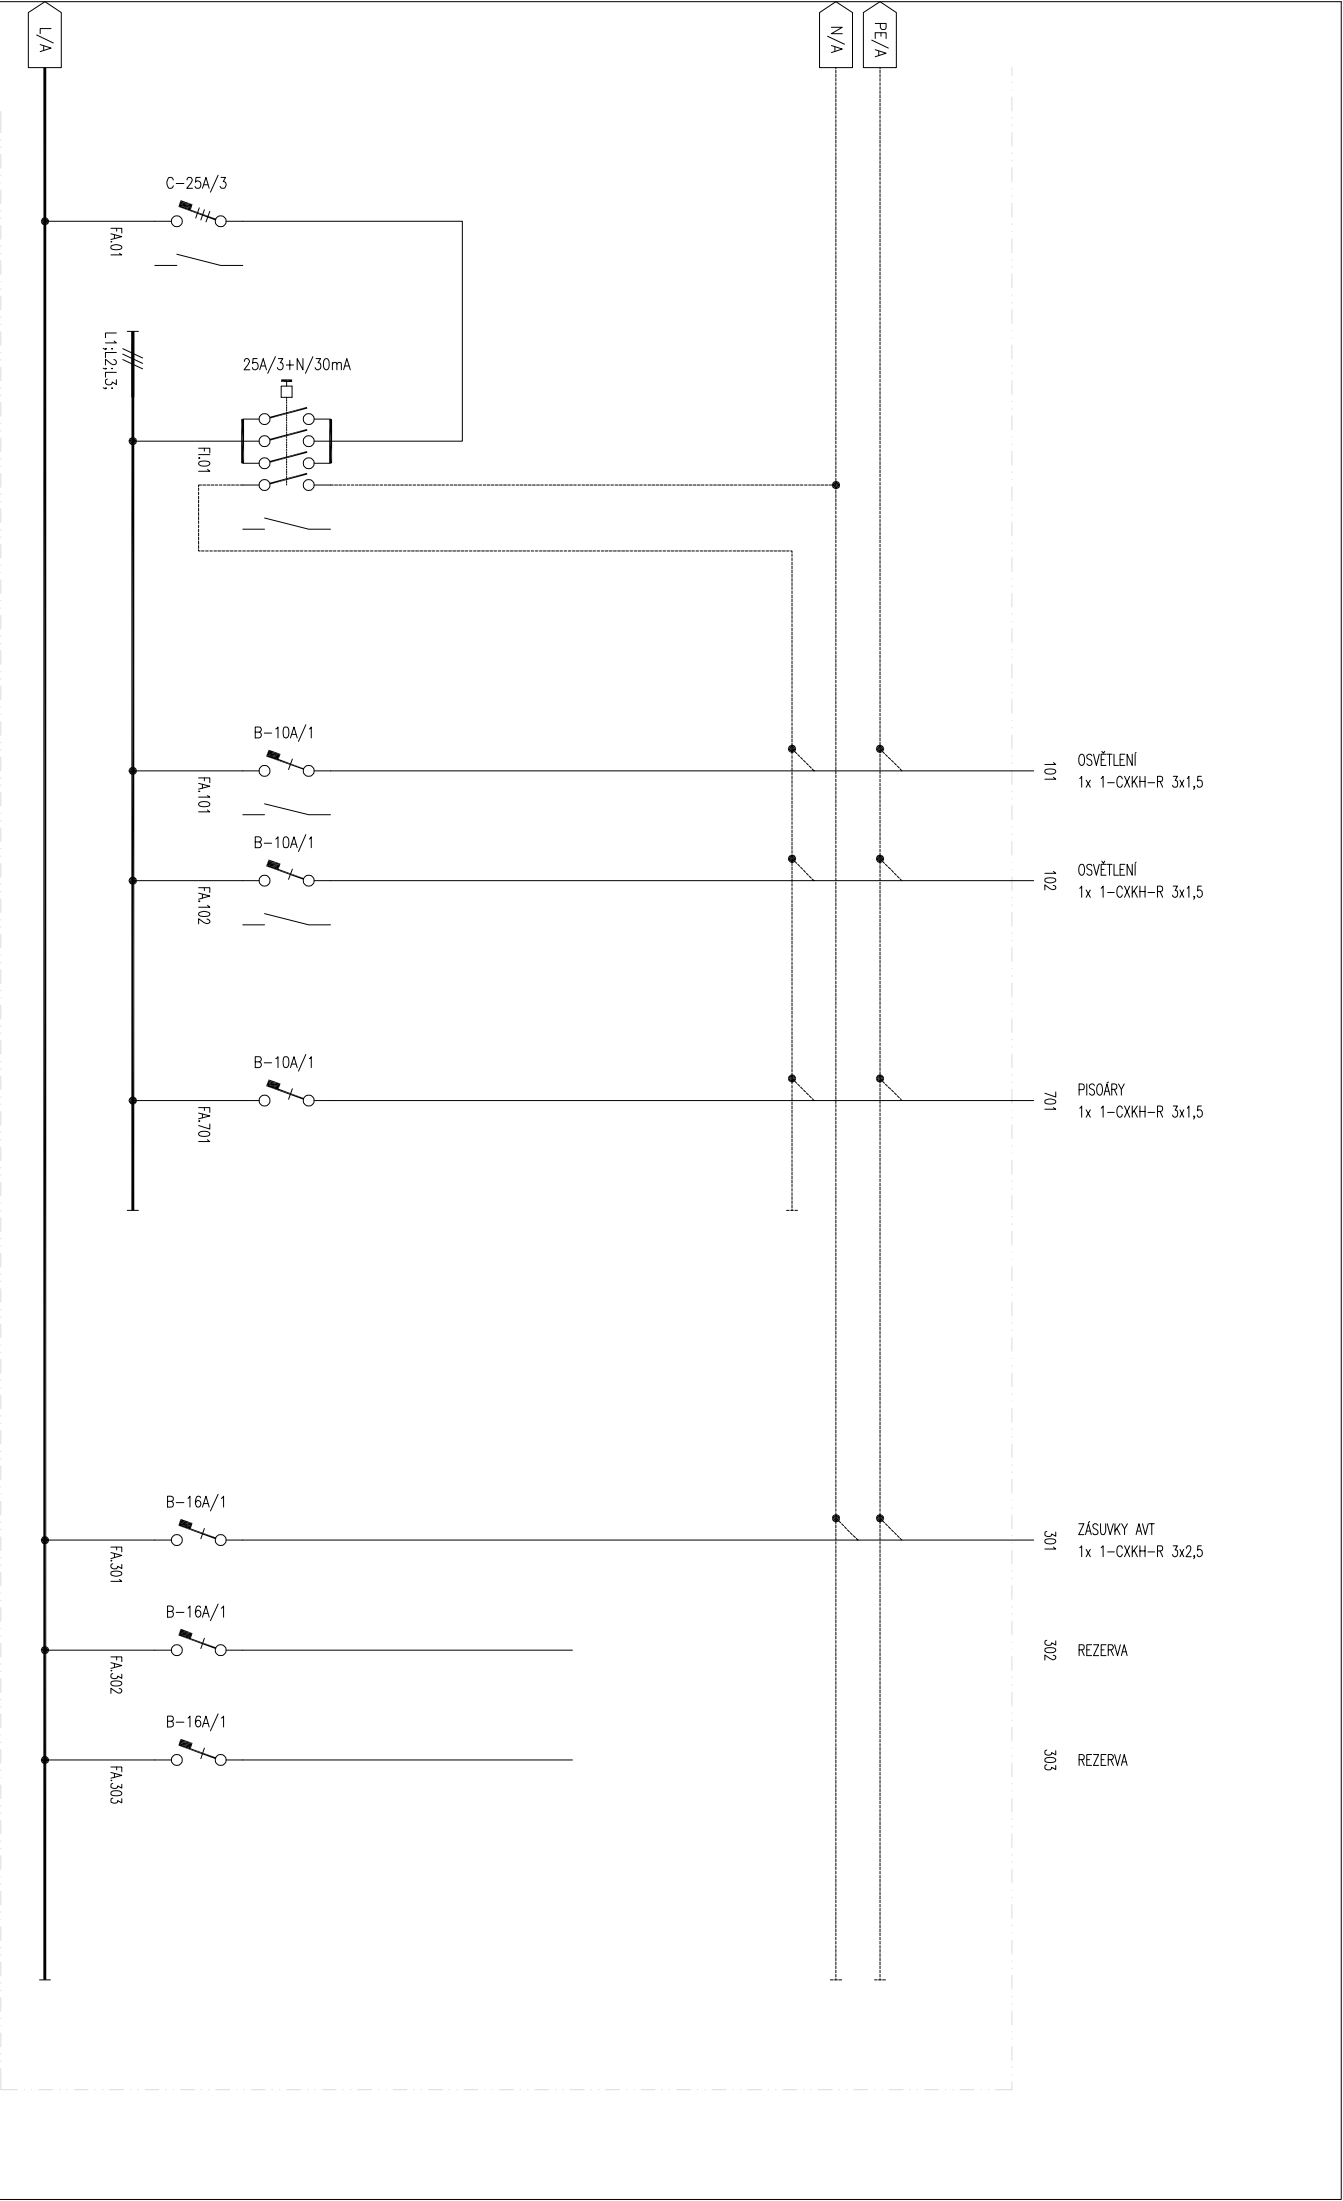 L/A
N/A
PE/A
C-25A/3
FA.01
L1;L2;L3;
25A/3+N/30mA
FI.01
B-10A/1
FA.101
101
OSVĚTLENÍ
1x 1-CXKH-R 3x1,5
B-10A/1
FA.102
102
OSVĚTLENÍ
1x 1-CXKH-R 3x1,5
B-10A/1
FA.701
701
PISOÁRY
1x 1-CXKH-R 3x1,5
B-16A/1
FA.301
301
ZÁSUVKY AVT
1x 1-CXKH-R 3x2,5
B-16A/1
FA.302
302
REZERVA
B-16A/1
FA.303
303
REZERVA